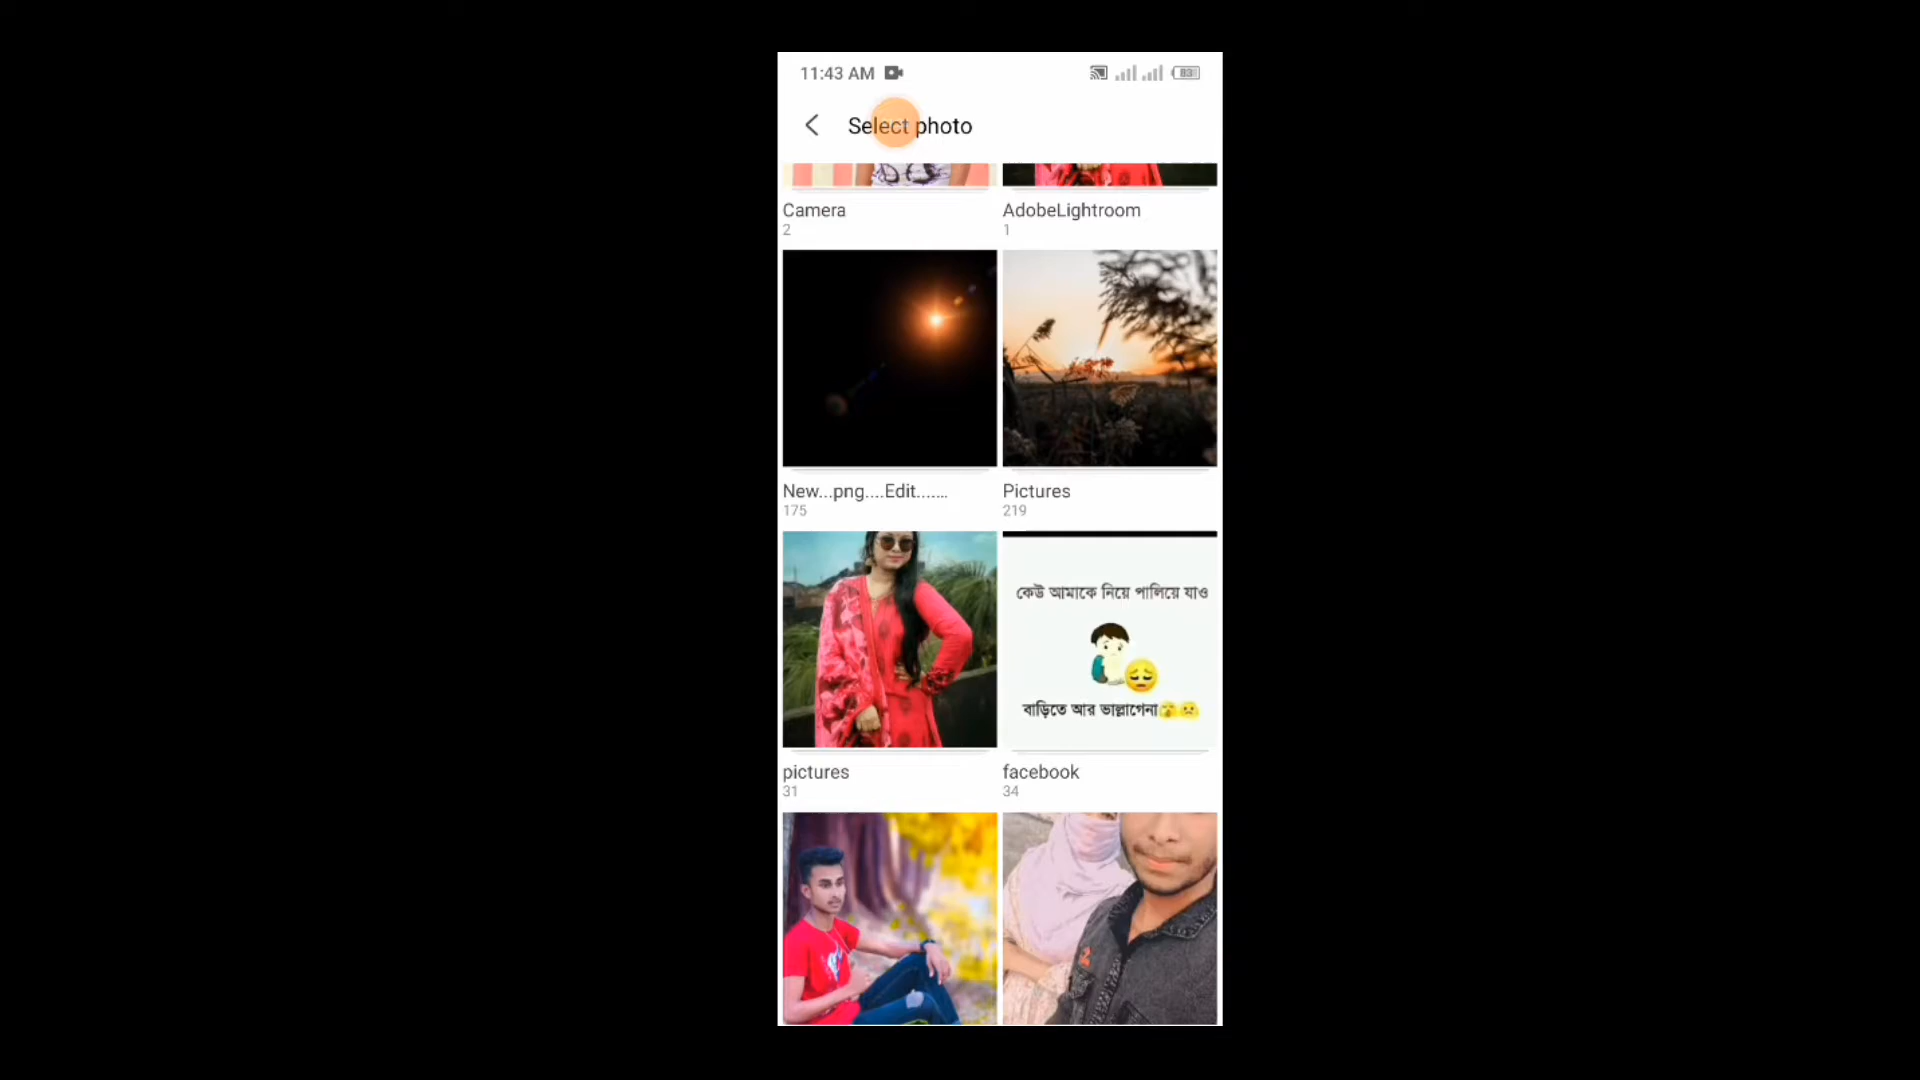 11:43 AM
83
Select photo
Camera
2
AdobeLightroom
1
New...png....Edit.......
175
Pictures
219
কেউ আমাকে নিয়ে পালিয়ে যাও
বাড়িতে আর ভাল্লাগেনা
pictures
31
facebook
34